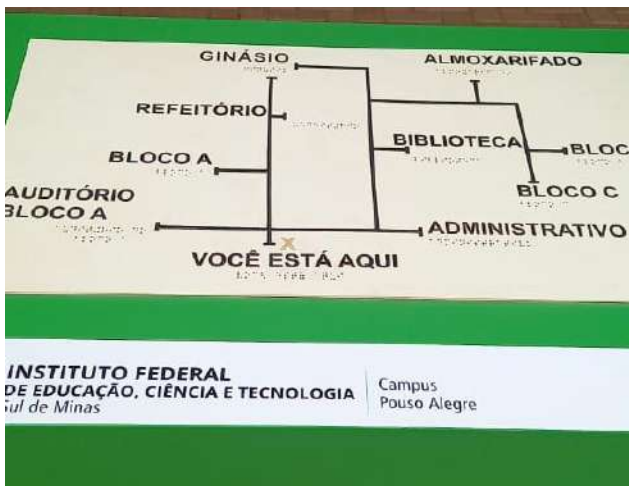 GINÁSIO
ALMOXARIFADO
REFEITÓRIO
BIBLIOTECA
BLOC
BLOCO A
BLOCO C
AUDITÓRIO
BLOCO A
ADMINISTRATIVO
X
VOCÊ ESTÁ AQUI
INSTITUTO FEDERAL
DE EDUCAÇÃO, CIÊNCIA E TECNOLOGIA
Sul de Minas
Campus
Pouso Alegre